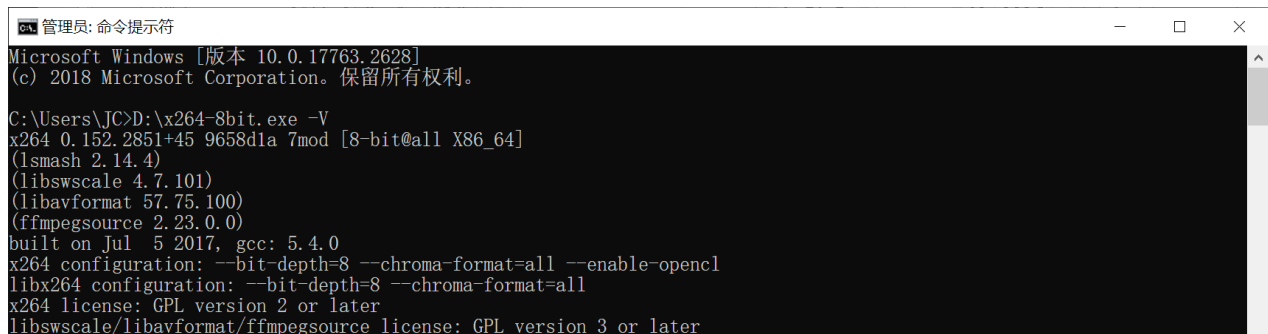 管理员: 命令提示符
Microsoft Windows [版本 10.0.17763.2628]
(c) 2018 Microsoft Corporation。保留所有权利。
C:\Users\JC>D:\x264-8bit.exe -V
x264 0.152.2851+45 9658d1a 7mod [8-bit@all X86_64]
(lsmash 2.14.4)
(libswscale 4.7.101)
(libavformat 57.75.100)
(ffmpegsource 2.23.0.0)
built on Jul  5 2017, gcc: 5.4.0
x264 configuration: --bit-depth=8 --chroma-format=all --enable-opencl
libx264 configuration: --bit-depth=8 --chroma-format=all
x264 license: GPL version 2 or later
libswscale/libavformat/ffmpegsource license: GPL version 3 or later